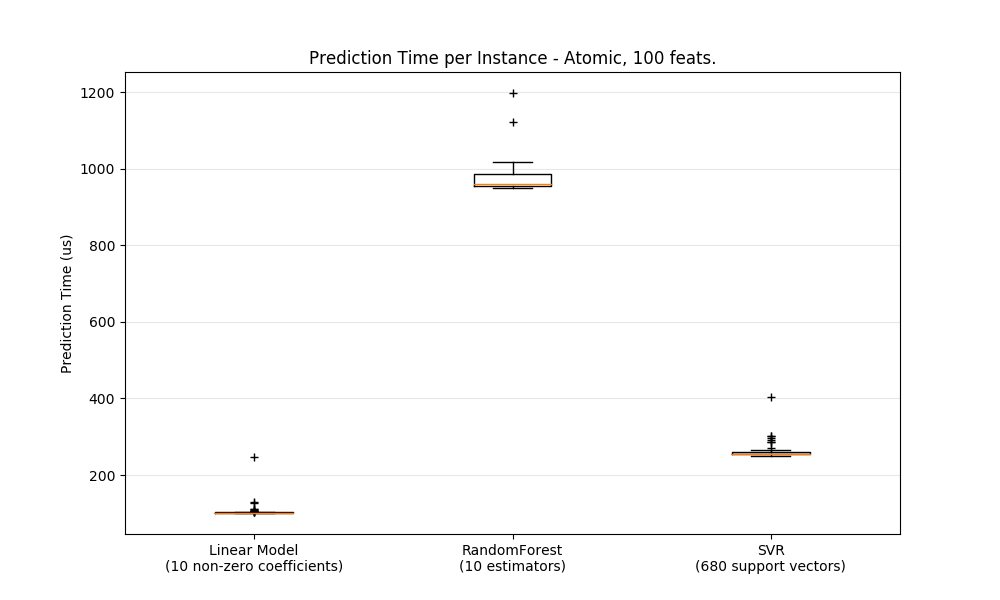 Prediction Time per Instance - Atomic, 100 feats.
Prediction Time (us)
1200
1000
800
600
400
200
Linear Model
(10 non-zero coefficients)
RandomForest
(10 estimators)
SVR
(680 support vectors)